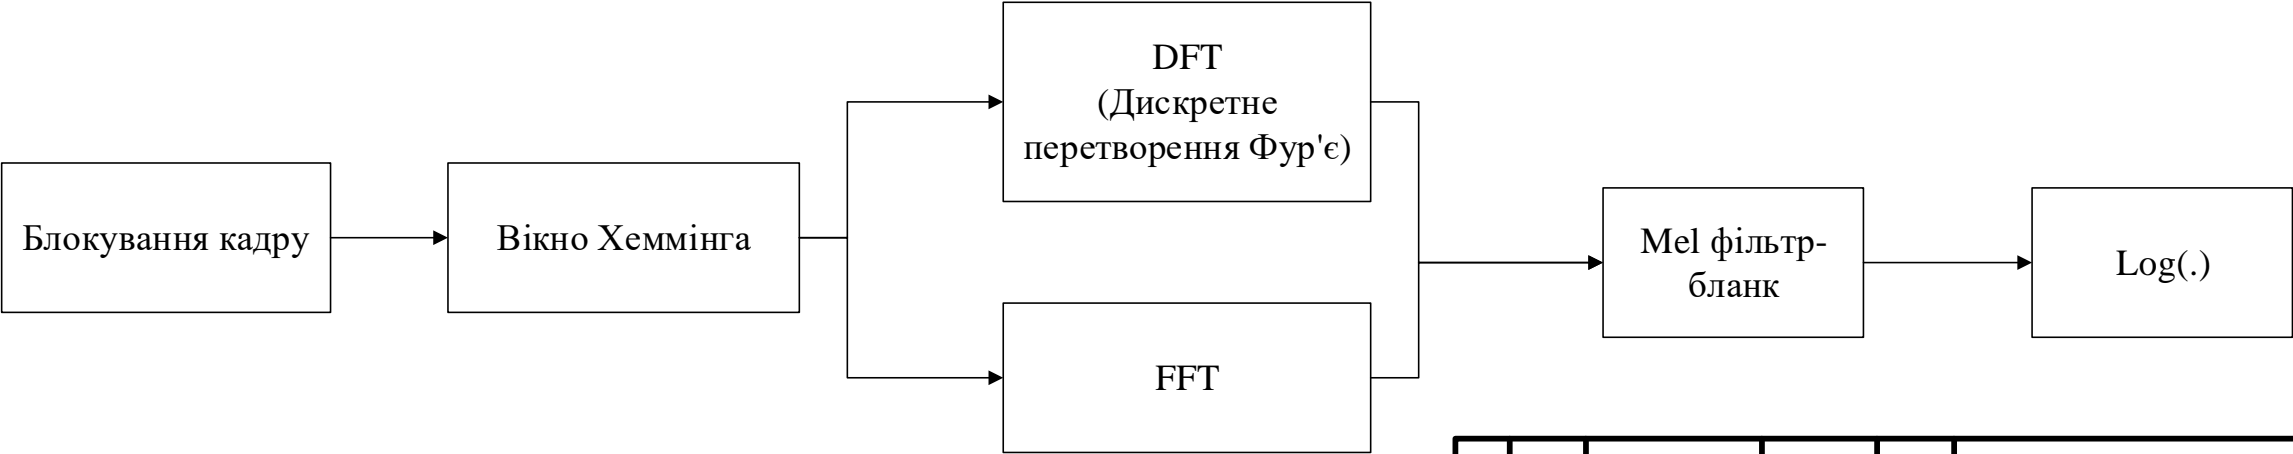 Блокування кадру
Вікно Хеммінга
DFT
(Дискретне
перетворення Фур'є)
FFT
Mel фільтр-
бланк
Log(.)